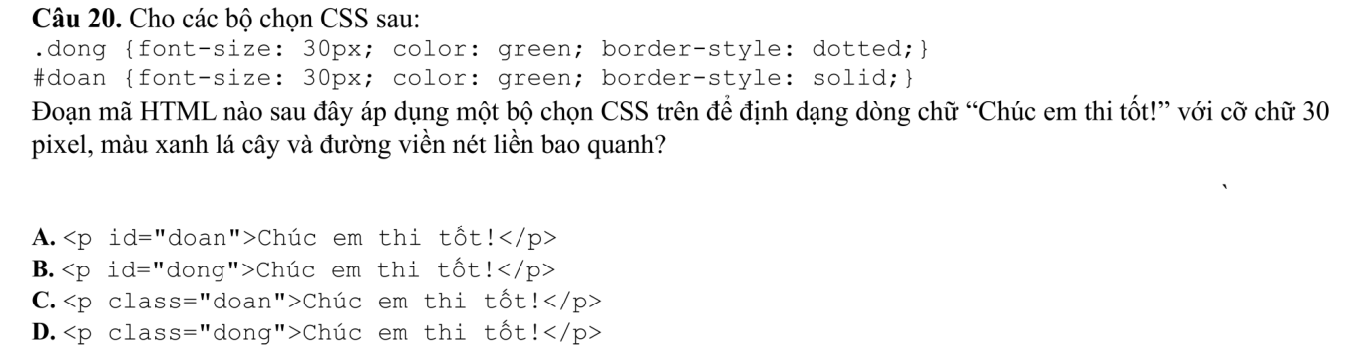 Câu 20. Cho các bộ chọn CSS sau:
.dong {font-size: 30px; color: green; border-style: dotted;}
#doan {font-size: 30px; color: green; border-style: solid;}
Đoạn mã HTML nào sau đây áp dụng một bộ chọn CSS trên để định dạng dòng chữ “Chúc em thi tốt!” với cỡ chữ 30
pixel, màu xanh lá cây và đường viền nét liền bao quanh?
A. <p id="doan">Chúc em thi tốt!</p>
B. <p id="dong">Chúc em thi tốt!</p>
C. <p class="doan">Chúc em thi tốt!</p>
D. <p class="dong">Chúc em thi tốt!</p>